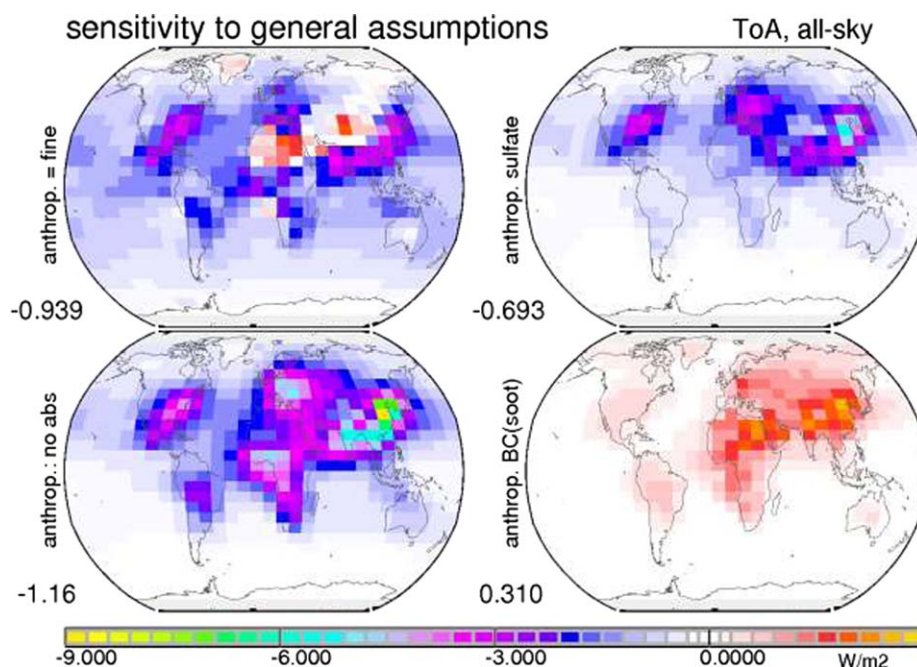 sensitivity to general assumptions
ToA, all-sky
anthrop. = fine
-0.939
anthrop. sulfate
-0.693
anthrop.: no abs
-1.16
anthrop. BC(soot)
0.310
-9.000 -6.000 -3.000 0.0000 W/m2